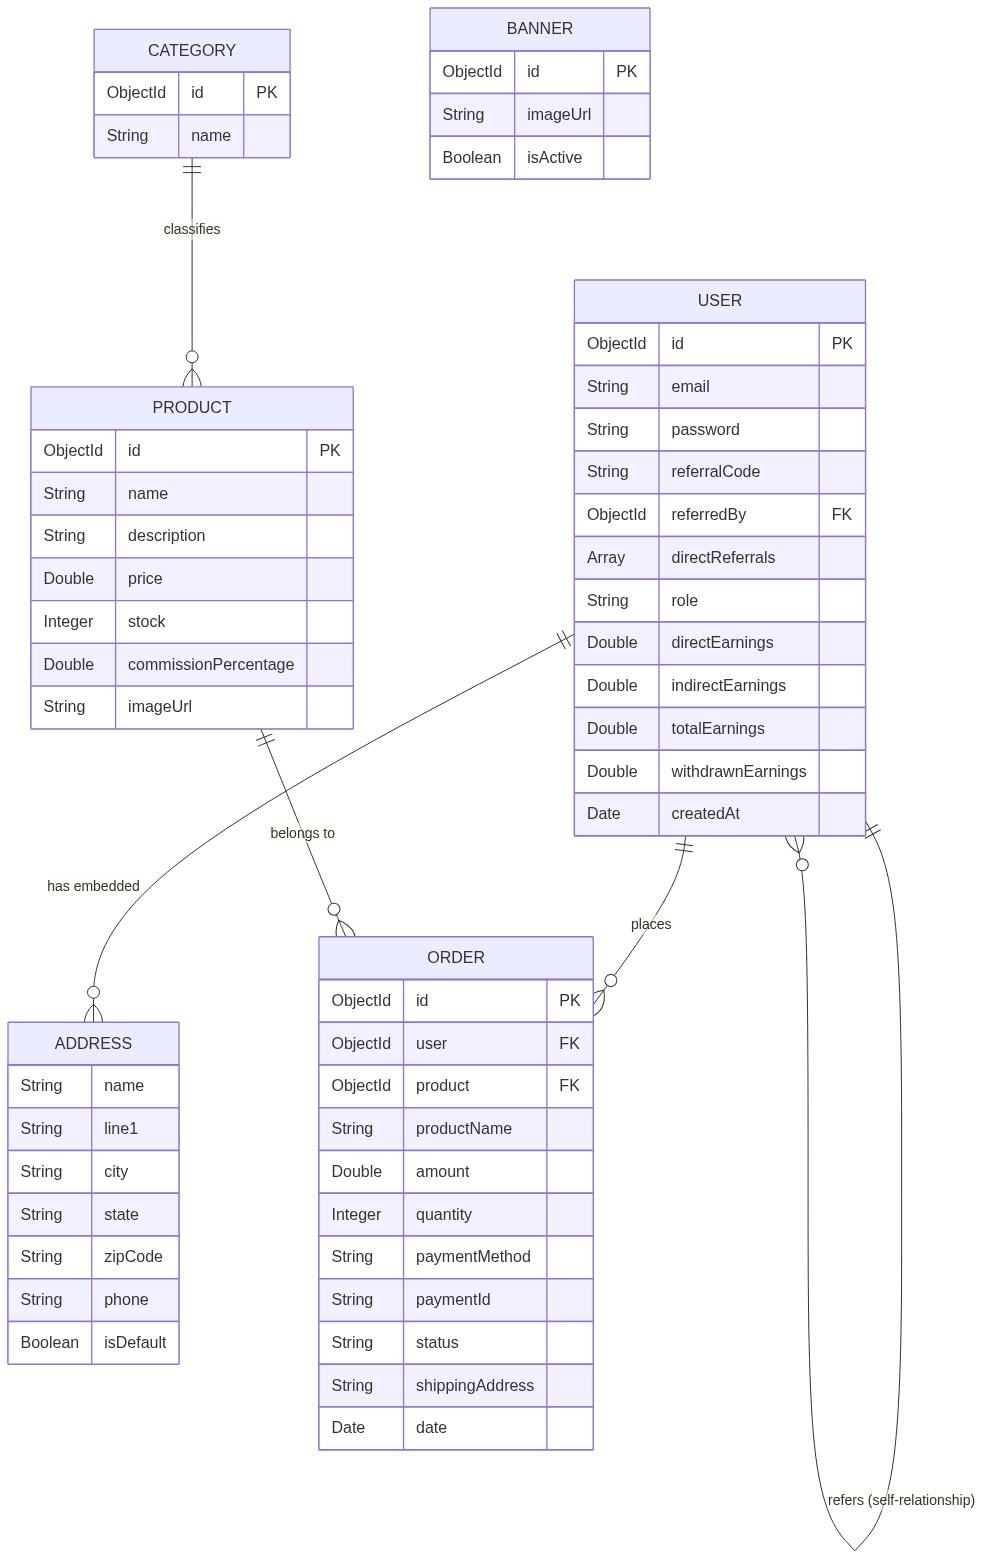 CATEGORY
ObjectId id PK
String name
BANNER
ObjectId id PK
String imageUrl
Boolean isActive
classifies
USER
ObjectId id PK
String email
String password
String referralCode
ObjectId referredBy FK
Array directReferrals
String role
Double directEarnings
Double indirectEarnings
Double totalEarnings
Double withdrawnEarnings
Date createdAt
PRODUCT
ObjectId id PK
String name
String description
Double price
Integer stock
Double commissionPercentage
String imageUrl
belongs to
has embedded
places
ORDER
ObjectId id PK
ObjectId user FK
ObjectId product FK
String productName
Double amount
Integer quantity
String paymentMethod
String paymentId
String status
String shippingAddress
Date date
ADDRESS
String name
String line1
String city
String state
String zipCode
String phone
Boolean isDefault
refers (self-relationship)